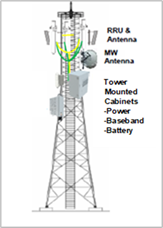 RRU &
Antenna
MW
Antenna
Tower
Mounted
Cabinets
-Power
-Baseband
-Battery